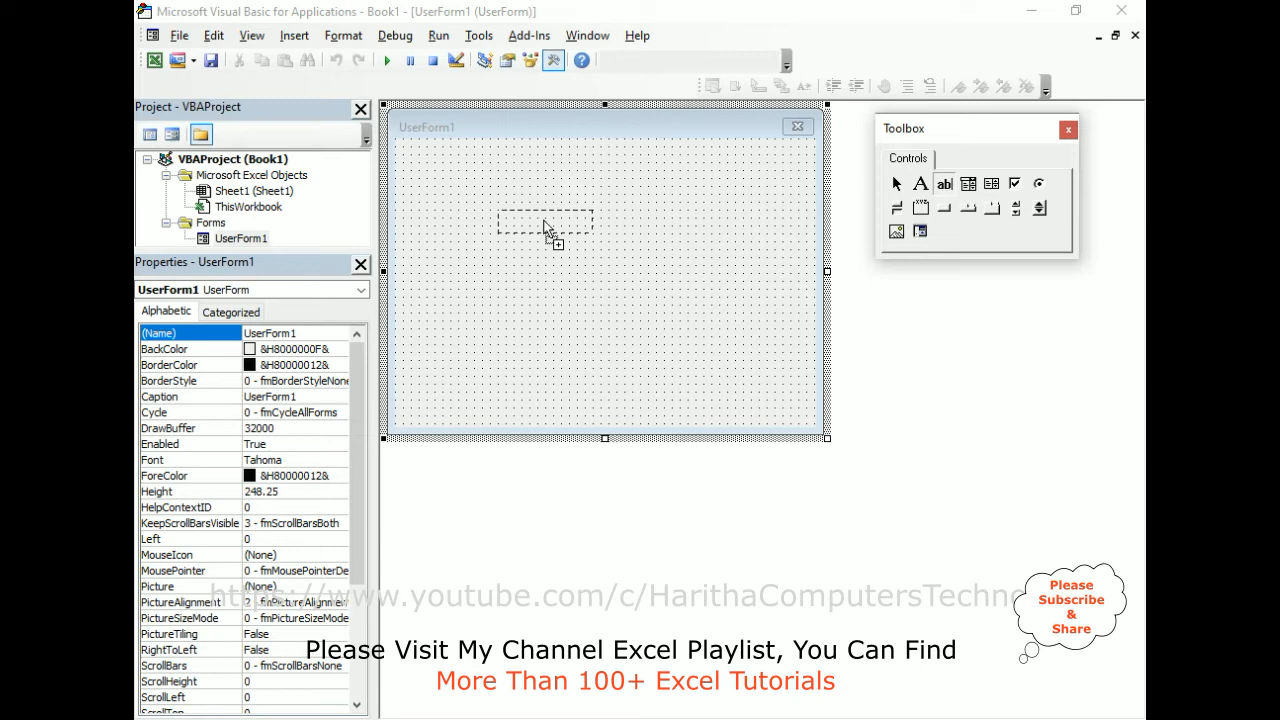 Microsoft Visual Basic for Applications - Book1 - [UserForm1 (UserForm)]
File Edit View Insert Format Debug Run Tools Add-Ins Window Help
Project - VBAProject
VBAProject (Book1)
Microsoft Excel Objects
Sheet1 (Sheet1)
ThisWorkbook
Forms
UserForm1
Properties - UserForm1
UserForm1 UserForm
Alphabetic Categorized
(Name) UserForm1
BackColor &H8000000F&
BorderColor &H80000012&
BorderStyle 0 - fmBorderStyleNone
Caption UserForm1
Cycle 0 - fmCycleAllForms
DrawBuffer 32000
Enabled True
Font Tahoma
ForeColor &H80000012&
Height 248.25
HelpContextID 0
KeepScrollBarsVisible 3 - fmScrollBarsBoth
Left 0
MouseIcon (None)
MousePointer 0 - fmMousePointerDe
Picture (None)
PictureAlignment 2 - fmPictureAlignmen
PictureSizeMode 0 - fmPictureSizeMode
PictureTiling False
RightToLeft False
ScrollBars 0 - fmScrollBarsNone
ScrollHeight 0
ScrollLeft 0
ScrollTop 0
UserForm1
Toolbox
Controls
A ab
XYZ
https://www.youtube.com/c/HarithaComputersTechno
Please Visit My Channel Excel Playlist, You Can Find
More Than 100+ Excel Tutorials
Please
Subscribe
&
Share